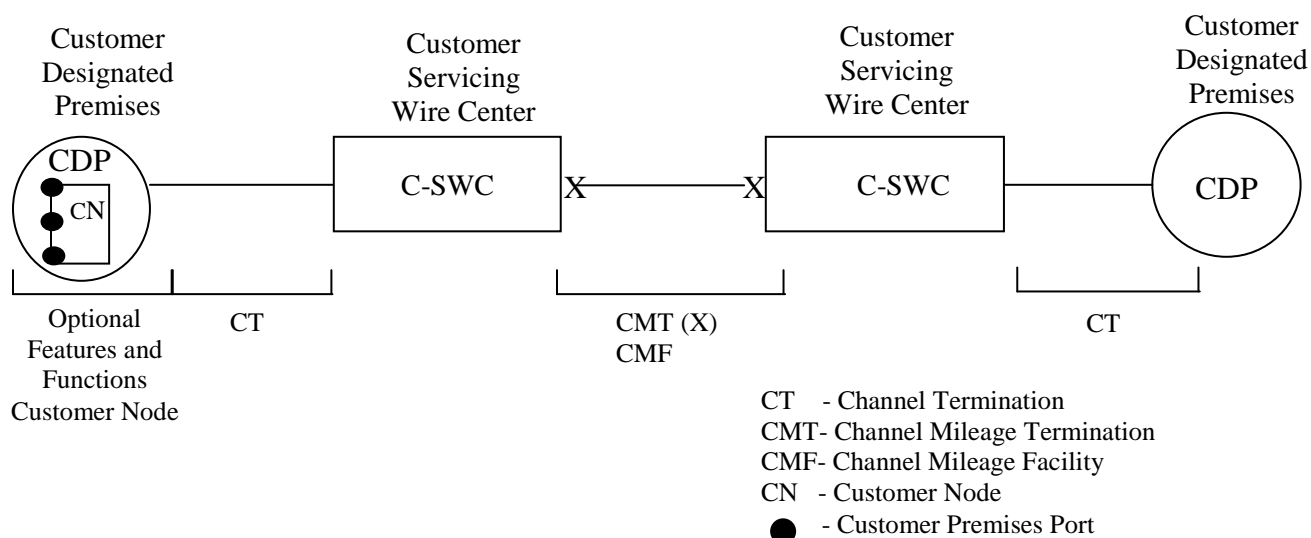 Customer
Designated
Premises
Customer
Servicing
Wire Center
Customer
Servicing
Wire Center
Customer
Designated
Premises
CDP
CN
C-SWC
X
X
C-SWC
CDP
Optional
Features and
Functions
Customer Node
CT
CMT (X)
CMF
CT
CT - Channel Termination
CMT- Channel Mileage Termination
CMF- Channel Mileage Facility
CN - Customer Node
- Customer Premises Port